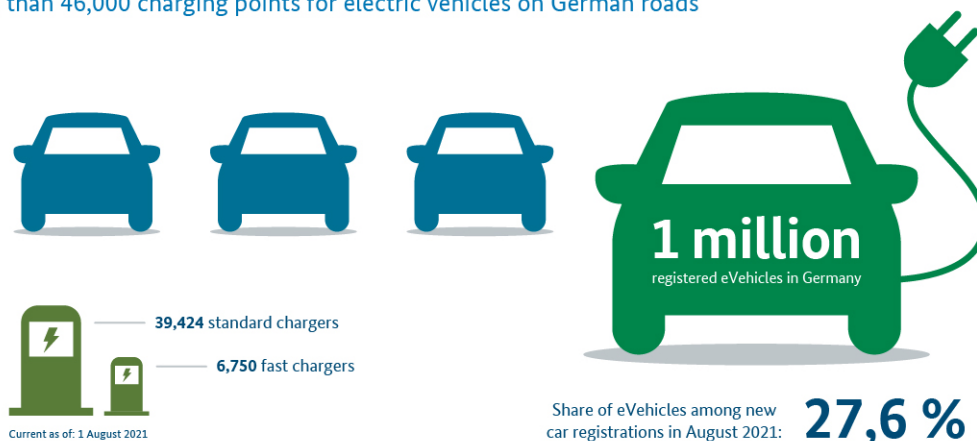 than 46,000 charging points for electric vehicles on German roads
1 million
registered eVehicles in Germany
39,424 standard chargers
6,750 fast chargers
Current as of: 1 August 2021
Share of eVehicles among new
car registrations in August 2021:
27,6 %